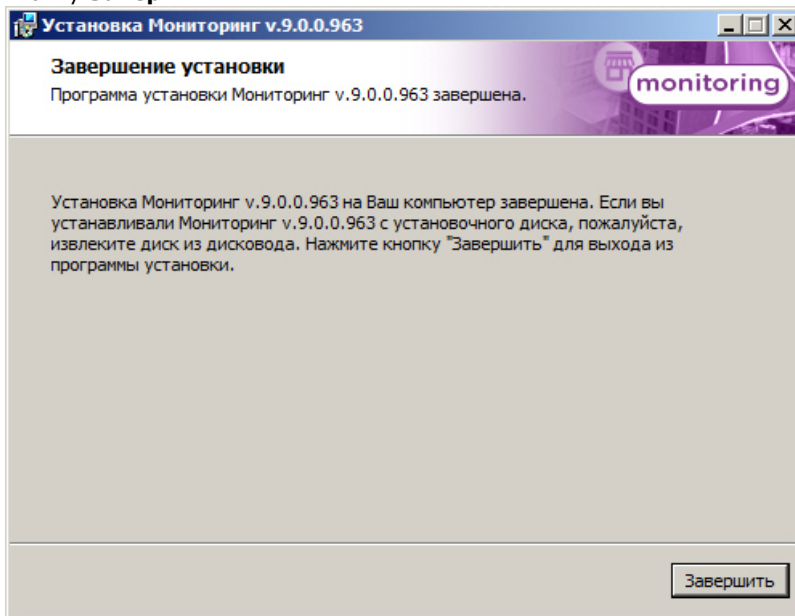 Установка Мониторинг v.9.0.0.963
Завершение установки
Программа установки Мониторинг v.9.0.0.963 завершена.
monitoring
Установка Мониторинг v.9.0.0.963 на Ваш компьютер завершена. Если вы
устанавливали Мониторинг v.9.0.0.963 с установочного диска, пожалуйста,
извлеките диск из дисковода. Нажмите кнопку "Завершить" для выхода из
программы установки.
Завершить